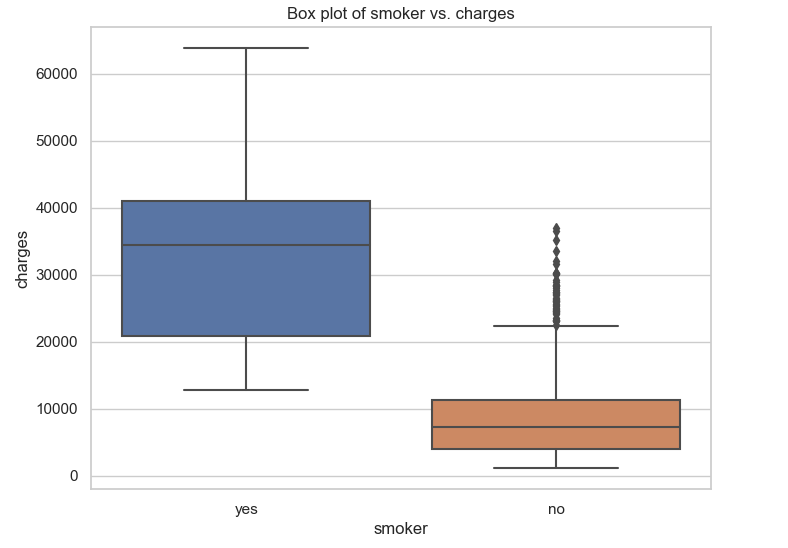 Box plot of smoker vs. charges
60000
50000
40000
30000
20000
10000
0
charges
yes no
smoker